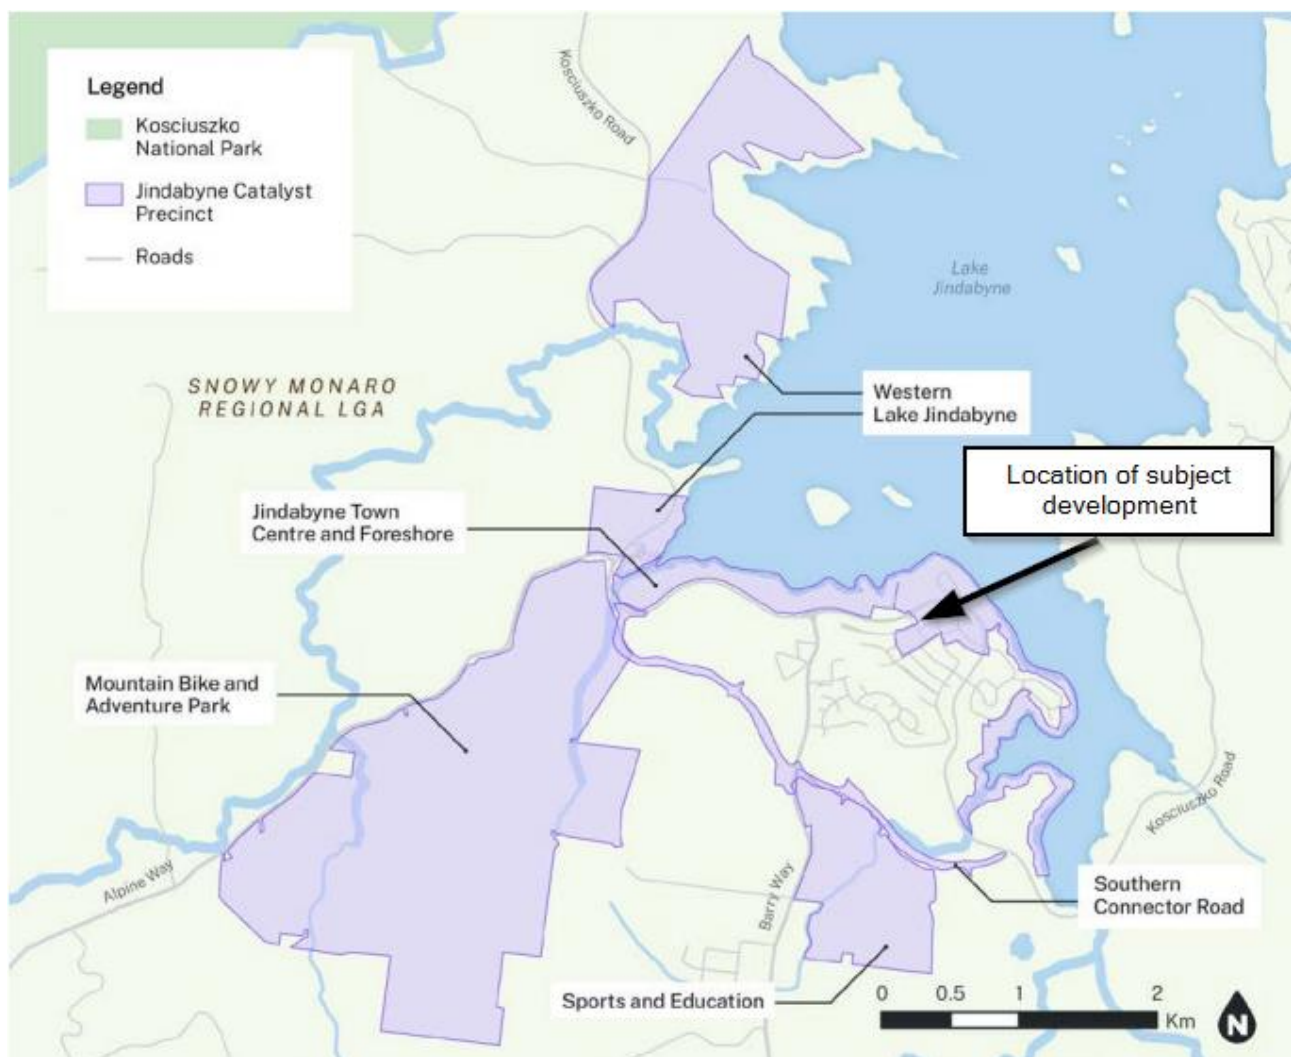 Legend
Kosciuszko
National Park
Jindabyne Catalyst
Precinct
Roads
Kosciuszko Road
Lake
Jindabyne
SNOWY MONARO
REGIONAL LGA
Western
Lake Jindabyne
Location of subject
development
Jindabyne Town
Centre and Foreshore
Mountain Bike and
Adventure Park
Kosciuszko Road
Alpine Way
Barry Way
Southern
Connector Road
Sports and Education
0 0.5 1 2
Km
N